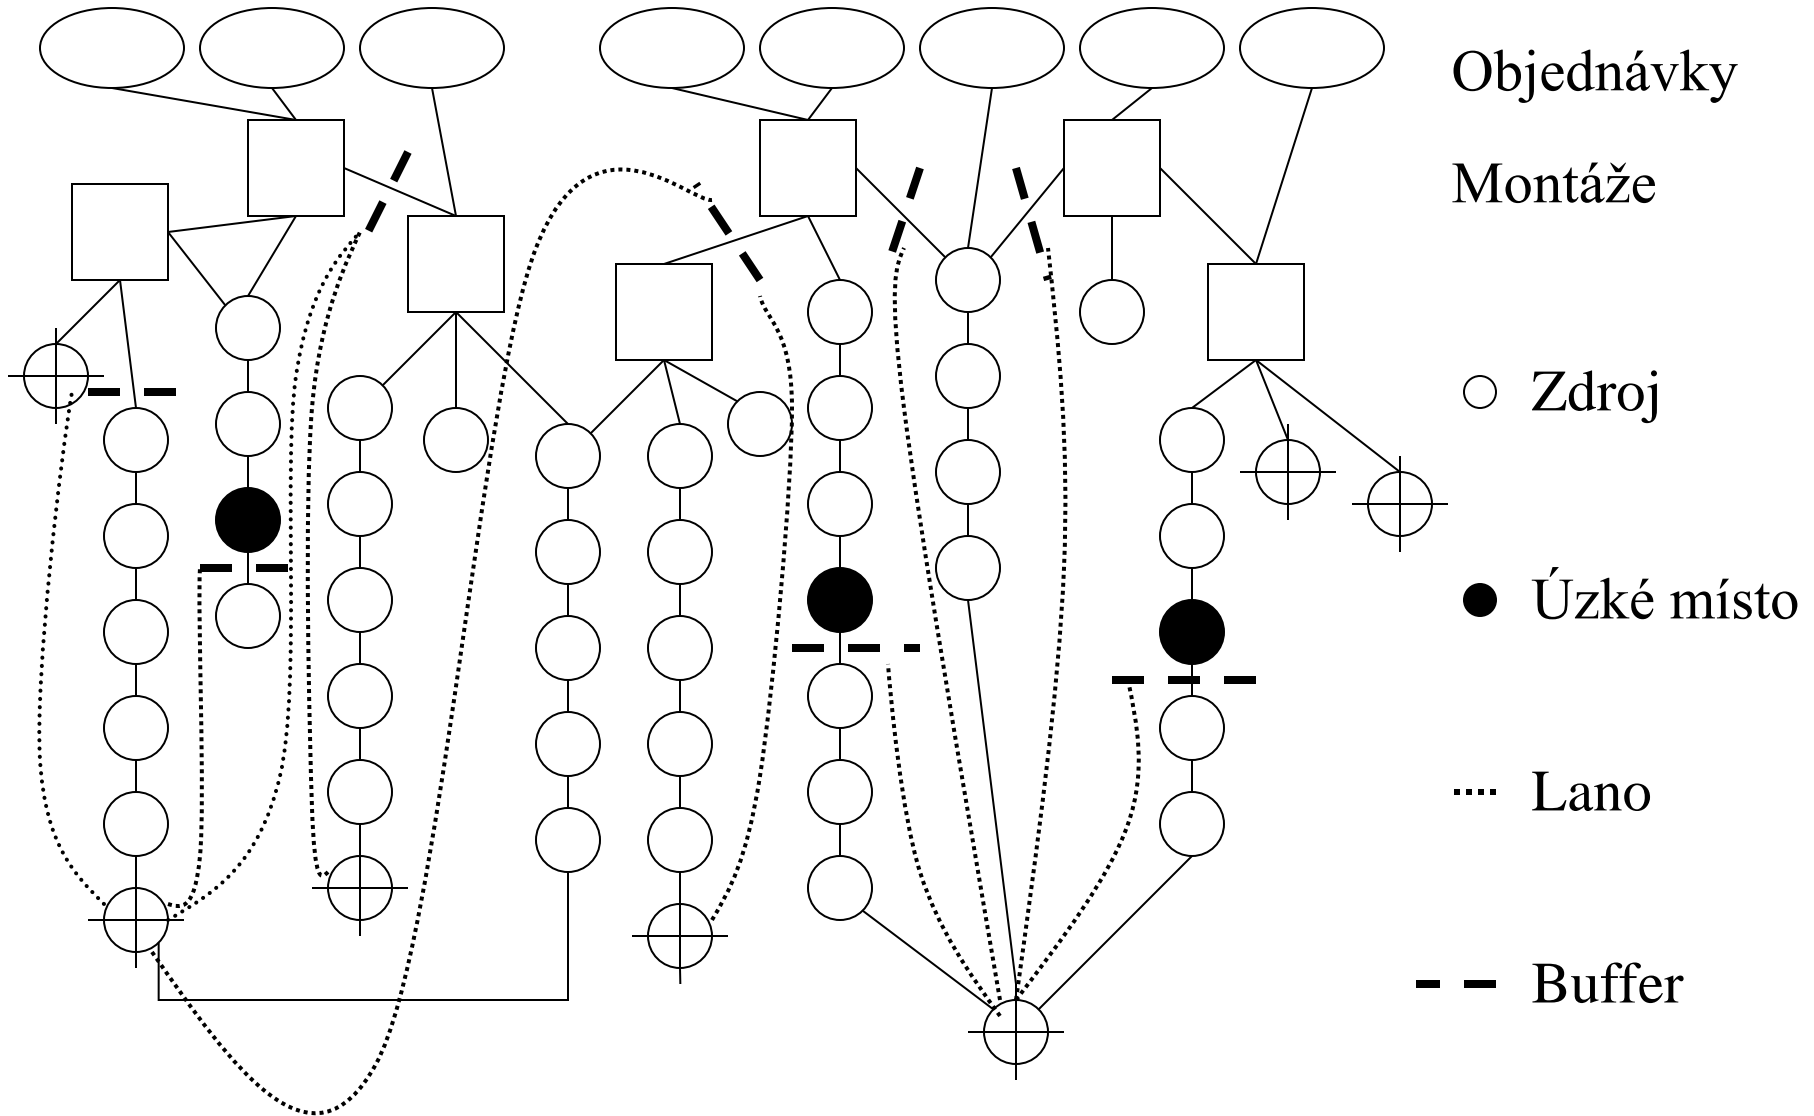 Objednávky
Montáže
Zdroj
Úzké místo
Lano
Buffer